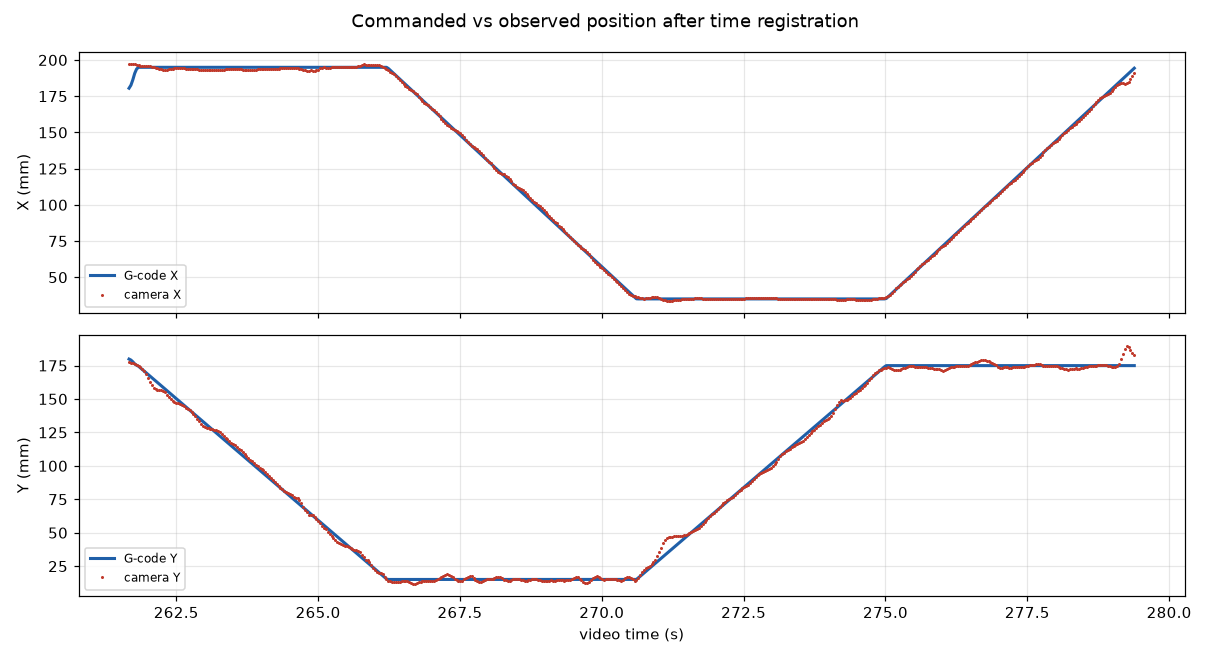 Commanded vs observed position after time registration
200
175
150
125
100
75
50
X (mm)
G-code X
camera X
175
150
125
100
75
50
25
Y (mm)
G-code Y
camera Y
262.5 265.0 267.5 270.0 272.5 275.0 277.5 280.0
video time (s)